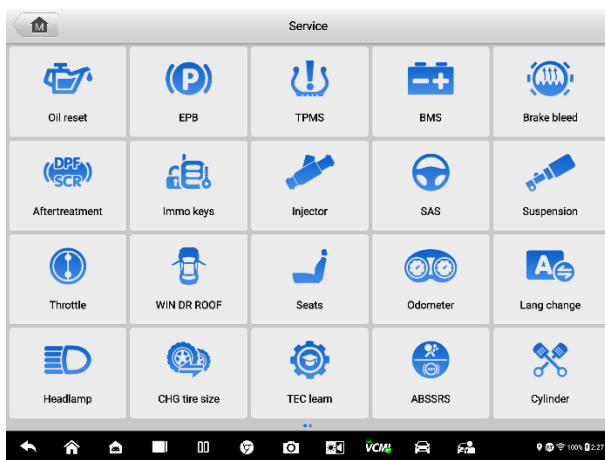 M
Service
Oil reset
EPB
TPMS
BMS
Brake bleed
DPF
SCR
Aftertreatment
Immo keys
Injector
SAS
Suspension
Throttle
WIN DR ROOF
Seats
Odometer
A
Lang change
Headlamp
CHG tire size
TEC learn
ABSSRS
Cylinder
VCMI
100% 2:27